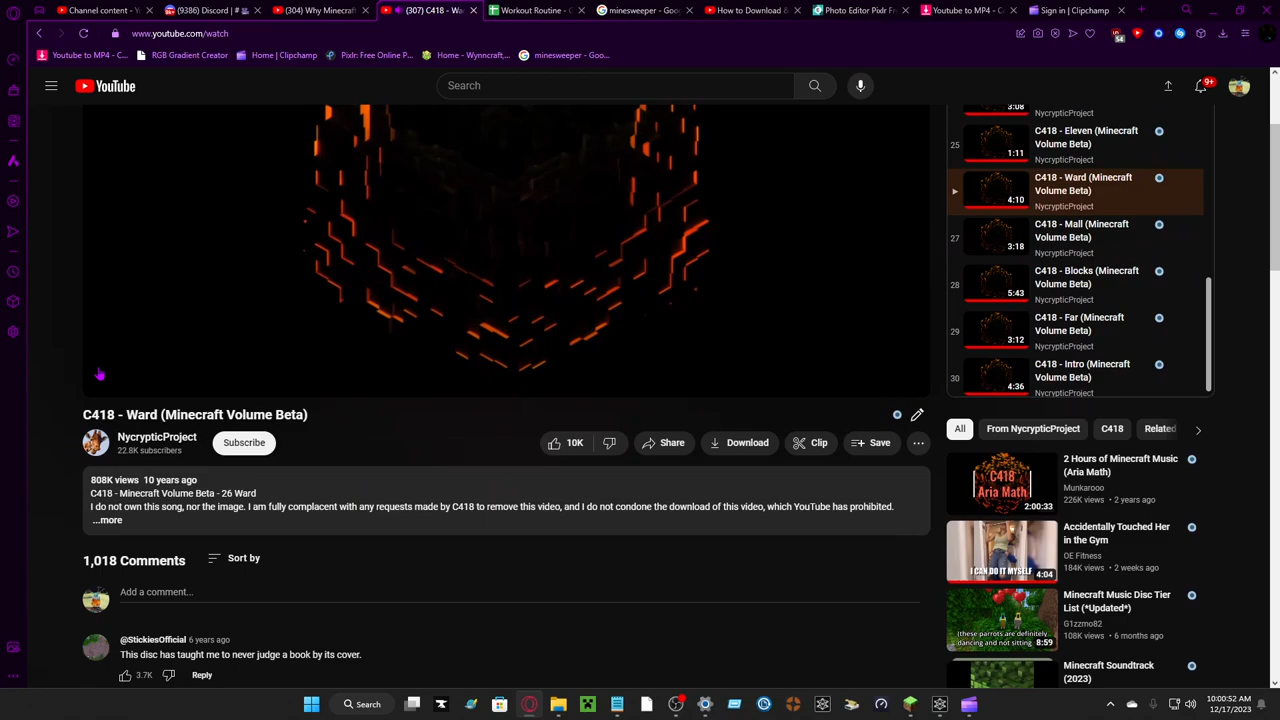 Channel content - Yo
(9386) Discord | #
(304) Why Minecraft
(307) C418 - Wa
Workout Routine - G
minesweeper - Goog
How to Download &
Photo Editor Pixlr Fr
Youtube to MP4 - C
Sign in | Clipchamp
www.youtube.com/watch
54
Youtube to MP4 - C...
RGB Gradient Creator
Home | Clipchamp
Pixlr: Free Online P...
Home - Wynncraft,
minesweeper - Goo...
YouTube
Search
9+
3:08
NycrypticProject
25
C418 - Eleven (Minecraft
Volume Beta)
1:11
NycrypticProject
C418 - Ward (Minecraft
Volume Beta)
4:10
NycrypticProject
27
C418 - Mall (Minecraft
Volume Beta)
3:18
NycrypticProject
28
C418 - Blocks (Minecraft
Volume Beta)
5:43
NycrypticProject
29
C418 - Far (Minecraft
Volume Beta)
3:12
NycrypticProject
30
C418 - Intro (Minecraft
Volume Beta)
4:36
NycrypticProject
C418 - Ward (Minecraft Volume Beta)
NycrypticProject
22.8K subscribers
Subscribe
10K
Share
Download
Clip
Save
808K views 10 years ago
C418 - Minecraft Volume Beta - 26 Ward
I do not own this song, nor the image. I am fully complacent with any requests made by C418 to remove this video, and I do not condone the download of this video, which YouTube has prohibited.
...more
1,018 Comments
Sort by
Add a comment...
@StickiesOfficial 6 years ago
This disc has taught me to never judge a book by its cover.
3.7K
Reply
All
From NycrypticProject
C418
Related
C418
Aria Math
2:00:33
2 Hours of Minecraft Music
(Aria Math)
Munkarooo
226K views • 2 years ago
I CAN DO IT MYSELF
4:04
Accidentally Touched Her
in the Gym
OE Fitness
184K views • 2 weeks ago
(these parrots are definitely
dancing and not sitting)
8:59
Minecraft Music Disc Tier
List (*Updated*)
G1zzmo82
108K views • 6 months ago
Minecraft Soundtrack
(2023)
Search
10:00:52 AM
12/17/2023